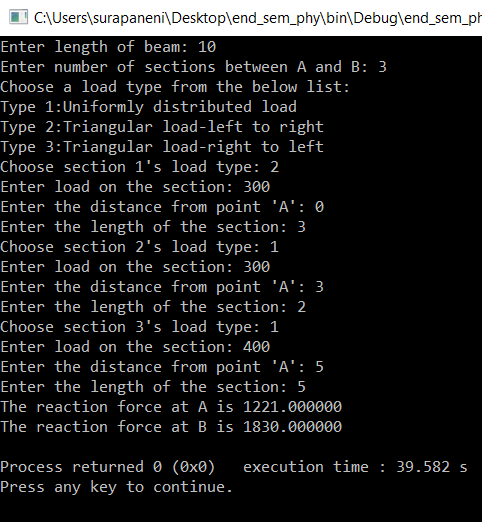 C:\Users\surapaneni\Desktop\end_sem_phy\bin\Debug\end_sem_ph
Enter length of beam: 10
Enter number of sections between A and B: 3
Choose a load type from the below list:
Type 1:Uniformly distributed load
Type 2:Triangular load-left to right
Type 3:Triangular load-right to left
Choose section 1's load type: 2
Enter load on the section: 300
Enter the distance from point 'A': 0
Enter the length of the section: 3
Choose section 2's load type: 1
Enter load on the section: 300
Enter the distance from point 'A': 3
Enter the length of the section: 2
Choose section 3's load type: 1
Enter load on the section: 400
Enter the distance from point 'A': 5
Enter the length of the section: 5
The reaction force at A is 1221.000000
The reaction force at B is 1830.000000
Process returned 0 (0x0)   execution time : 39.582 s
Press any key to continue.